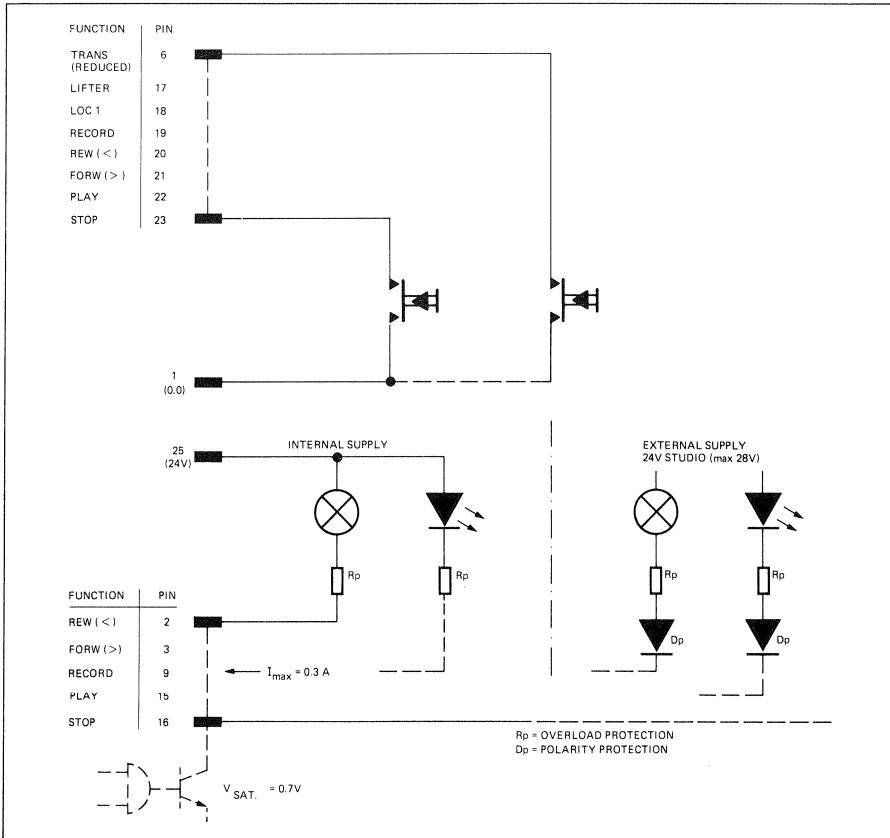 FUNCTION PIN
TRANS (REDUCED) 6
LIFTER 17
LOC 1 18
RECORD 19
REW (<) 20
FORW (>) 21
PLAY 22
STOP 23
1
(0.0)
25
(24V)
INTERNAL SUPPLY
EXTERNAL SUPPLY
24V STUDIO (max 28V)
Rp
Rp
Rp
Rp
Dp
Dp
FUNCTION PIN
REW (<) 2
FORW (>) 3
RECORD 9
PLAY 15
STOP 16
Imax = 0.3 A
Rp = OVERLOAD PROTECTION
Dp = POLARITY PROTECTION
V SAT. = 0.7V